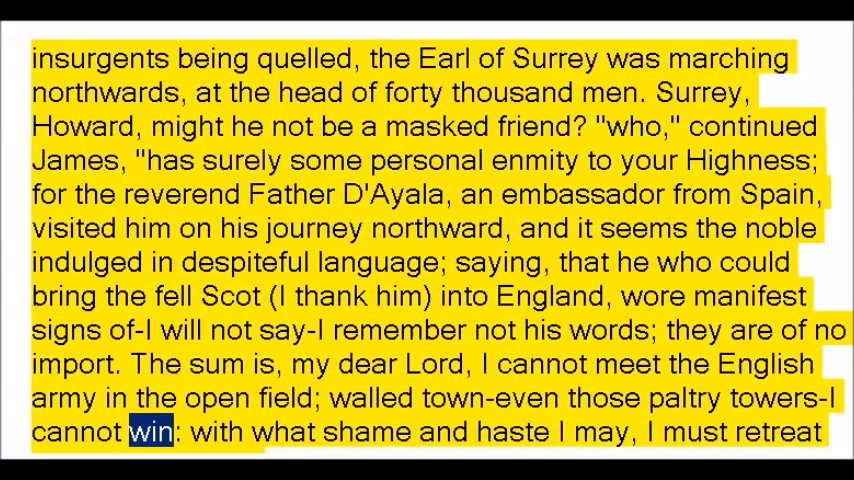 insurgents being quelled, the Earl of Surrey was marching
northwards, at the head of forty thousand men. Surrey,
Howard, might he not be a masked friend? "who," continued
James, "has surely some personal enmity to your Highness;
for the reverend Father D'Ayala, an embassador from Spain,
visited him on his journey northward, and it seems the noble
indulged in despiteful language; saying, that he who could
bring the fell Scot (I thank him) into England, wore manifest
signs of-I will not say-I remember not his words; they are of no
import. The sum is, my dear Lord, I cannot meet the English
army in the open field; walled town-even those paltry towers-I
cannot win: with what shame and haste I may, I must retreat